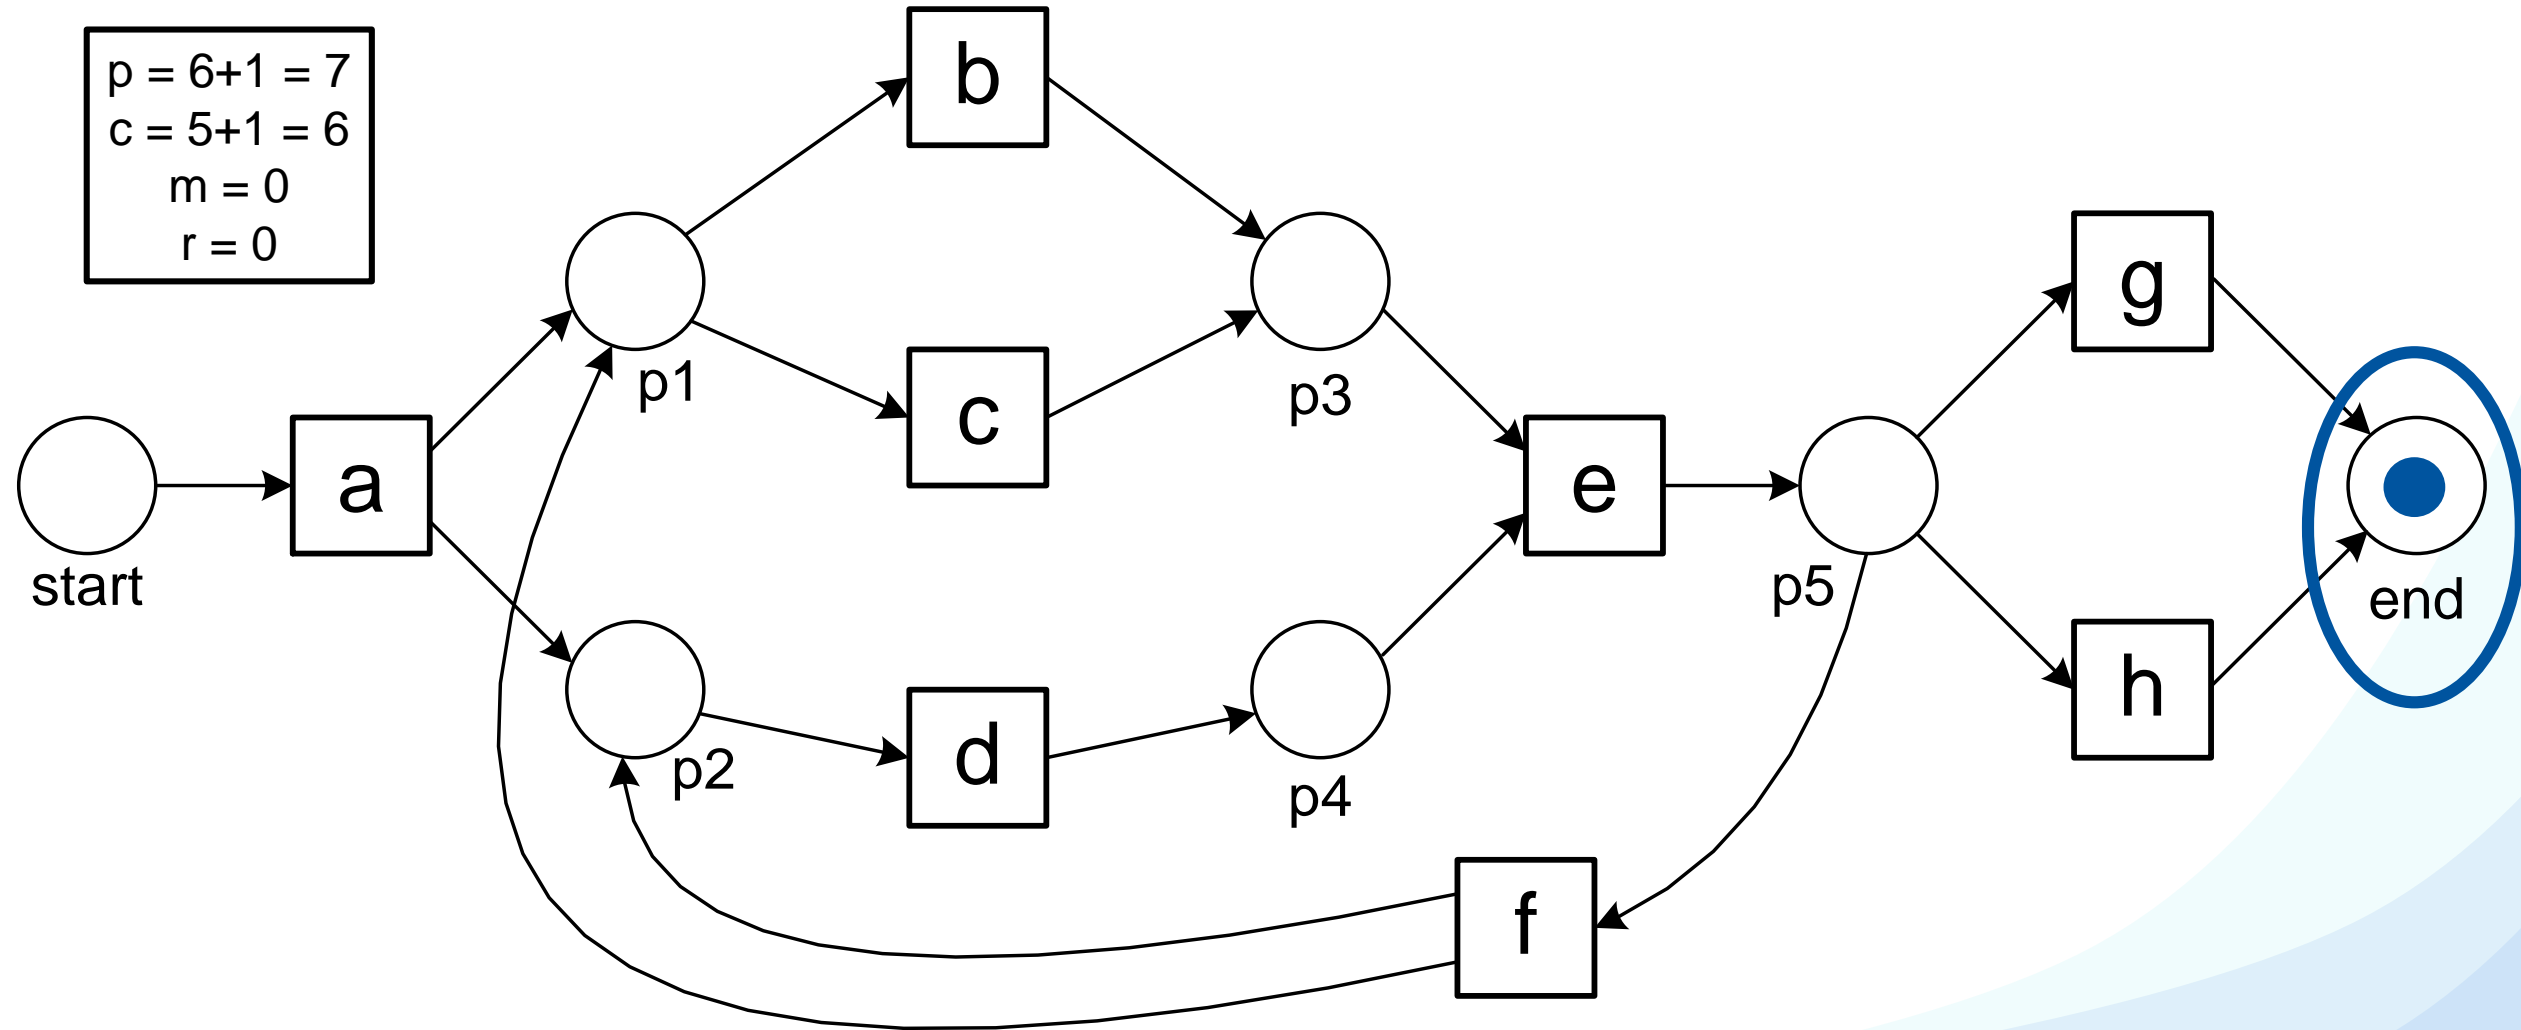 p = 6+1 = 7
c = 5+1 = 6
m = 0
r = 0
b
g
p1
c
p3
start
a
e
p5
end
p2
d
p4
h
f